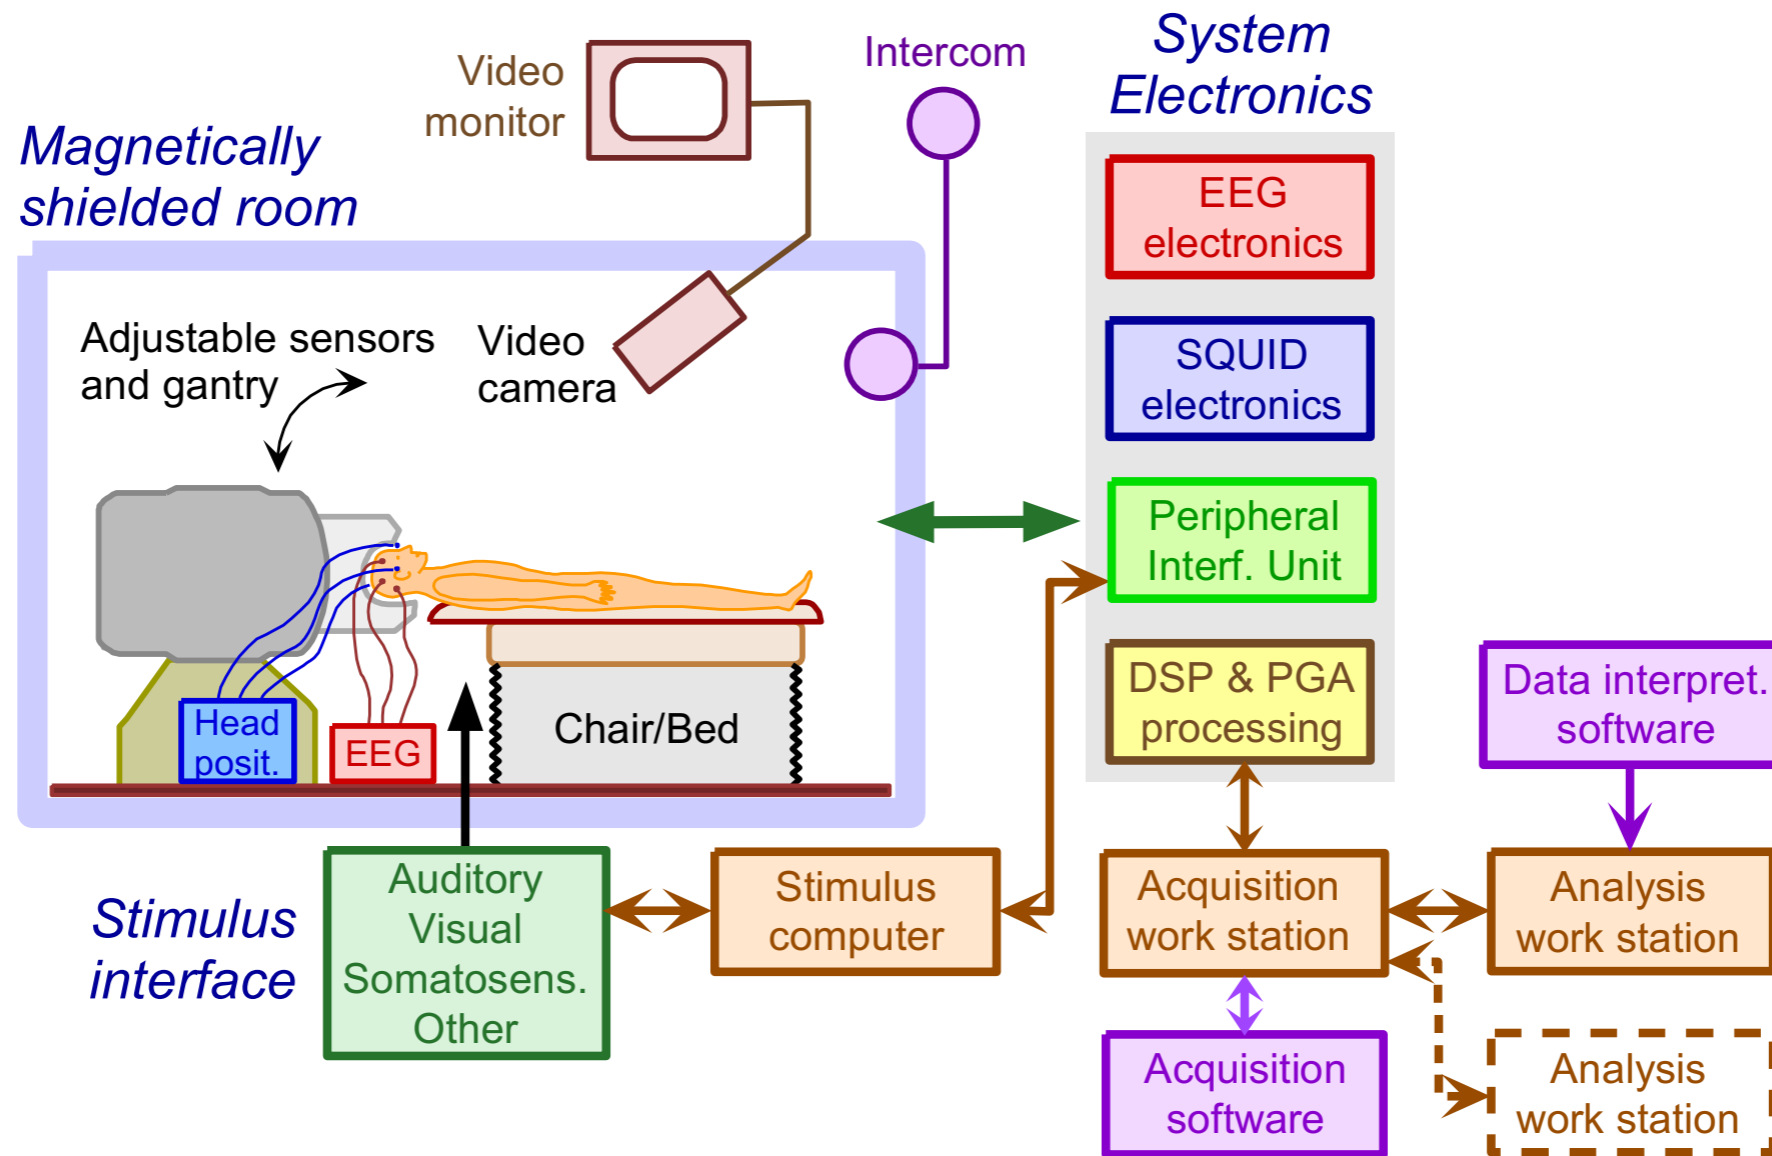 Video
monitor
Intercom
System
Electronics
Magnetically
shielded room
EEG
electronics
Adjustable sensors
and gantry
Video
camera
SQUID
electronics
Peripheral
Interf. Unit
DSP & PGA
processing
Data interpret.
software
Head
posit.
EEG
Chair/Bed
Stimulus
interface
Auditory
Visual
Somatosens.
Other
Stimulus
computer
Acquisition
work station
Analysis
work station
Acquisition
software
Analysis
work station